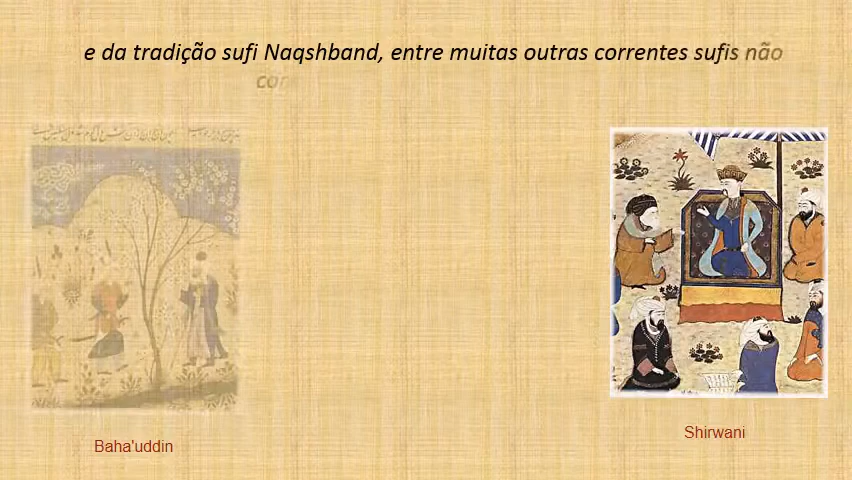 e da tradição sufi Naqshband, entre muitas outras correntes sufis não
Baha'uddin
Shirwani